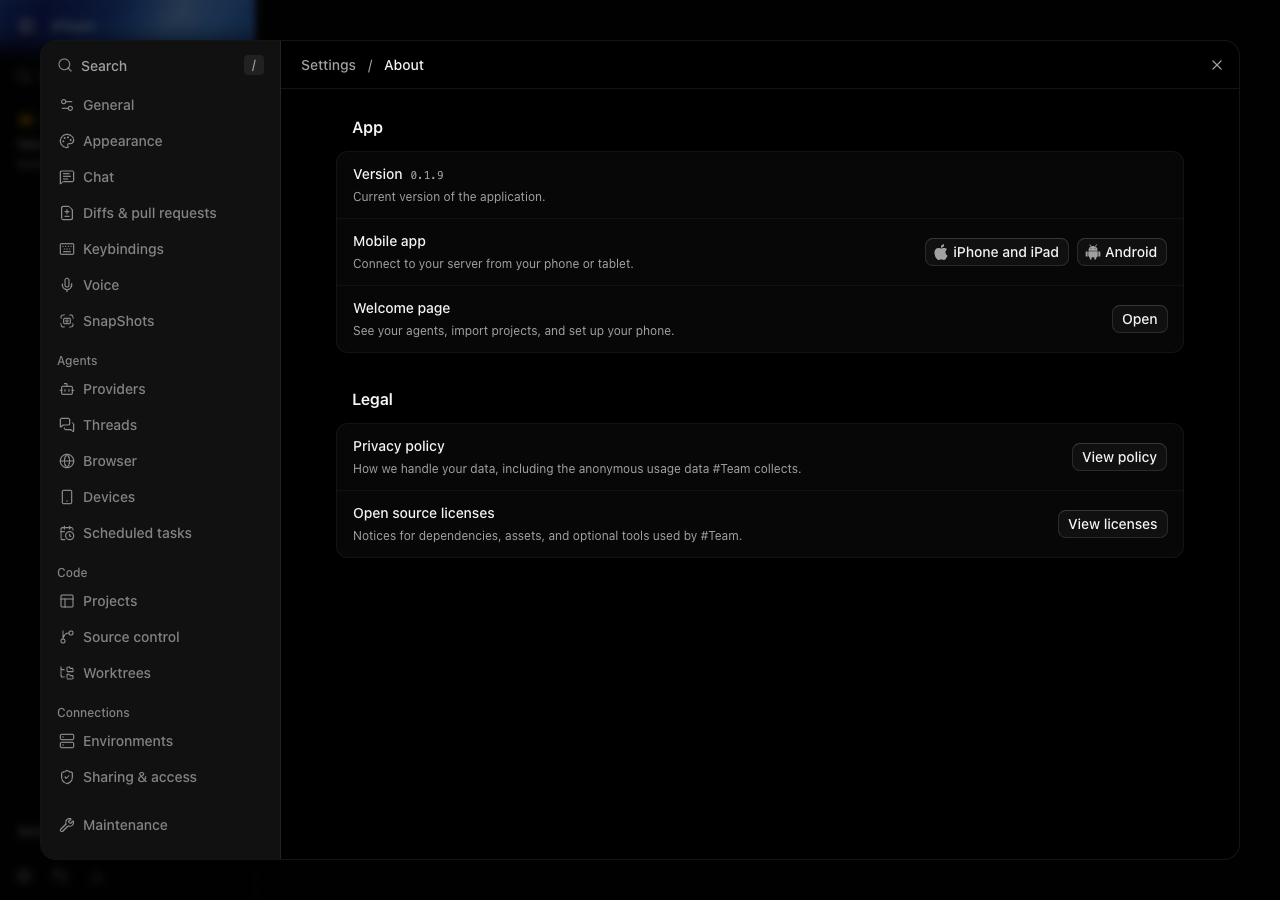 Search /
General
Appearance
Chat
Diffs & pull requests
Keybindings
Voice
SnapShots
Agents
Providers
Threads
Browser
Devices
Scheduled tasks
Code
Projects
Source control
Worktrees
Connections
Environments
Sharing & access
Maintenance
Settings / About
App
Version 0.1.9
Current version of the application.
Mobile app
Connect to your server from your phone or tablet.
iPhone and iPad
Android
Welcome page
See your agents, import projects, and set up your phone.
Open
Legal
Privacy policy
How we handle your data, including the anonymous usage data #Team collects.
View policy
Open source licenses
Notices for dependencies, assets, and optional tools used by #Team.
View licenses